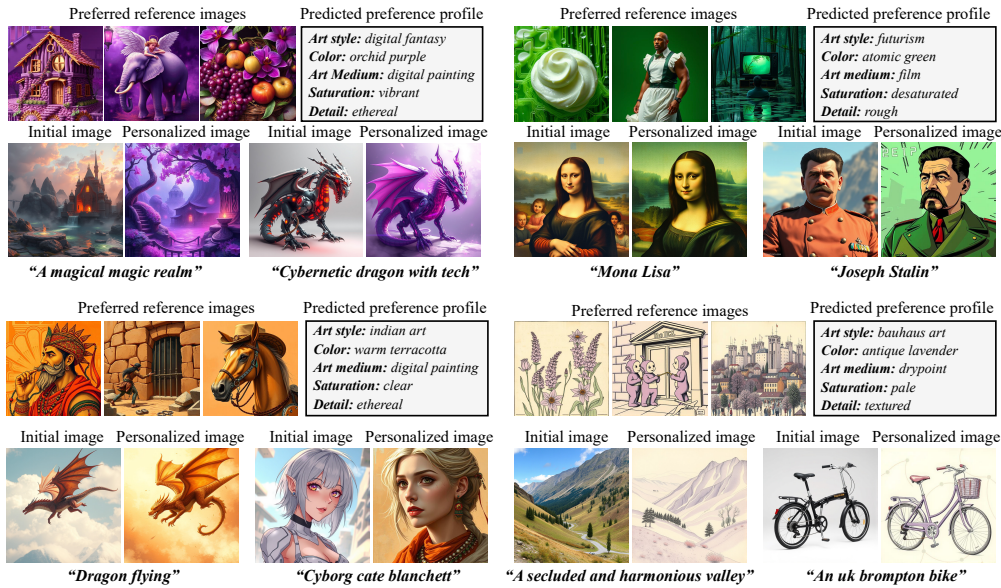 Preferred reference images
Predicted preference profile
Art style: digital fantasy
Color: orchid purple
Art Medium: digital painting
Saturation: vibrant
Detail: ethereal
Initial image
Personalized image
Initial image
Personalized image
"A magical magic realm"
"Cybernetic dragon with tech"
Preferred reference images
Predicted preference profile
Art style: futurism
Color: atomic green
Art medium: film
Saturation: desaturated
Detail: rough
Initial image
Personalized image
Initial image
Personalized image
"Mona Lisa"
"Joseph Stalin"
Preferred reference images
Predicted preference profile
Art style: indian art
Color: warm terracotta
Art medium: digital painting
Saturation: clear
Detail: ethereal
Initial image
Personalized image
Initial image
Personalized image
"Dragon flying"
"Cyborg cate blanchett"
Preferred reference images
Predicted preference profile
Art style: bauhaus art
Color: antique lavender
Art medium: drypoint
Saturation: pale
Detail: textured
Initial image
Personalized image
Initial image
Personalized image
"A secluded and harmonious valley"
"An uk brompton bike"